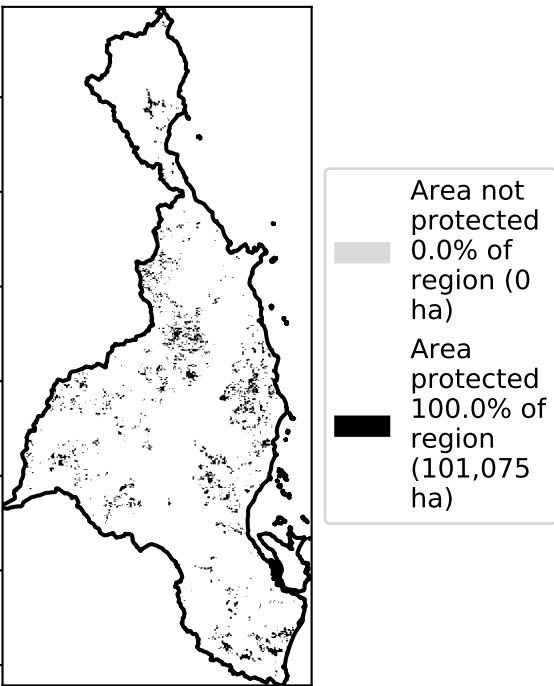 Area not
protected
0.0% of
region (0
ha)
Area
protected
100.0% of
region
(101,075
ha)